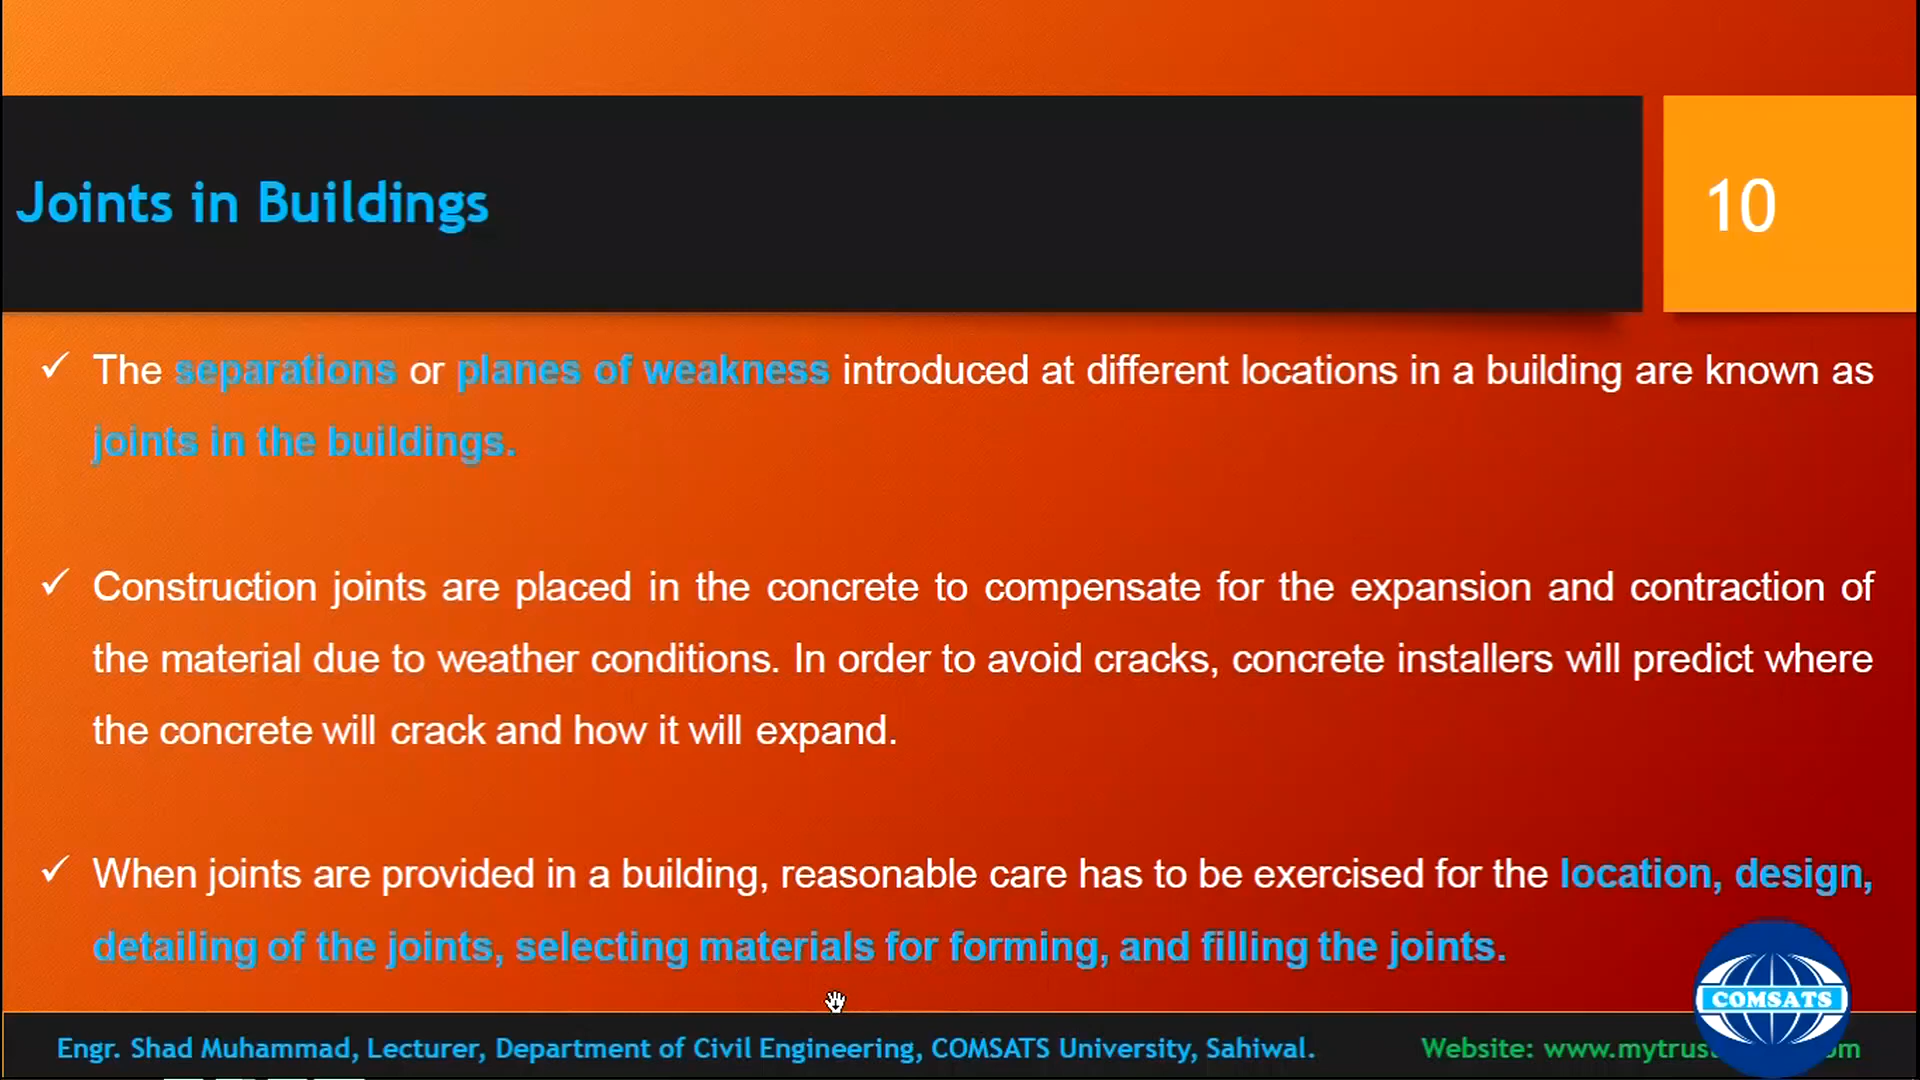 Joints in Buildings
10
The separations or planes of weakness introduced at different locations in a building are known as
joints in the buildings.
Construction joints are placed in the concrete to compensate for the expansion and contraction of
the material due to weather conditions. In order to avoid cracks, concrete installers will predict where
the concrete will crack and how it will expand.
When joints are provided in a building, reasonable care has to be exercised for the location, design,
detailing of the joints, selecting materials for forming, and filling the joints.
COMSATS
Engr. Shad Muhammad, Lecturer, Department of Civil Engineering, COMSATS University, Sahiwal.
Website: